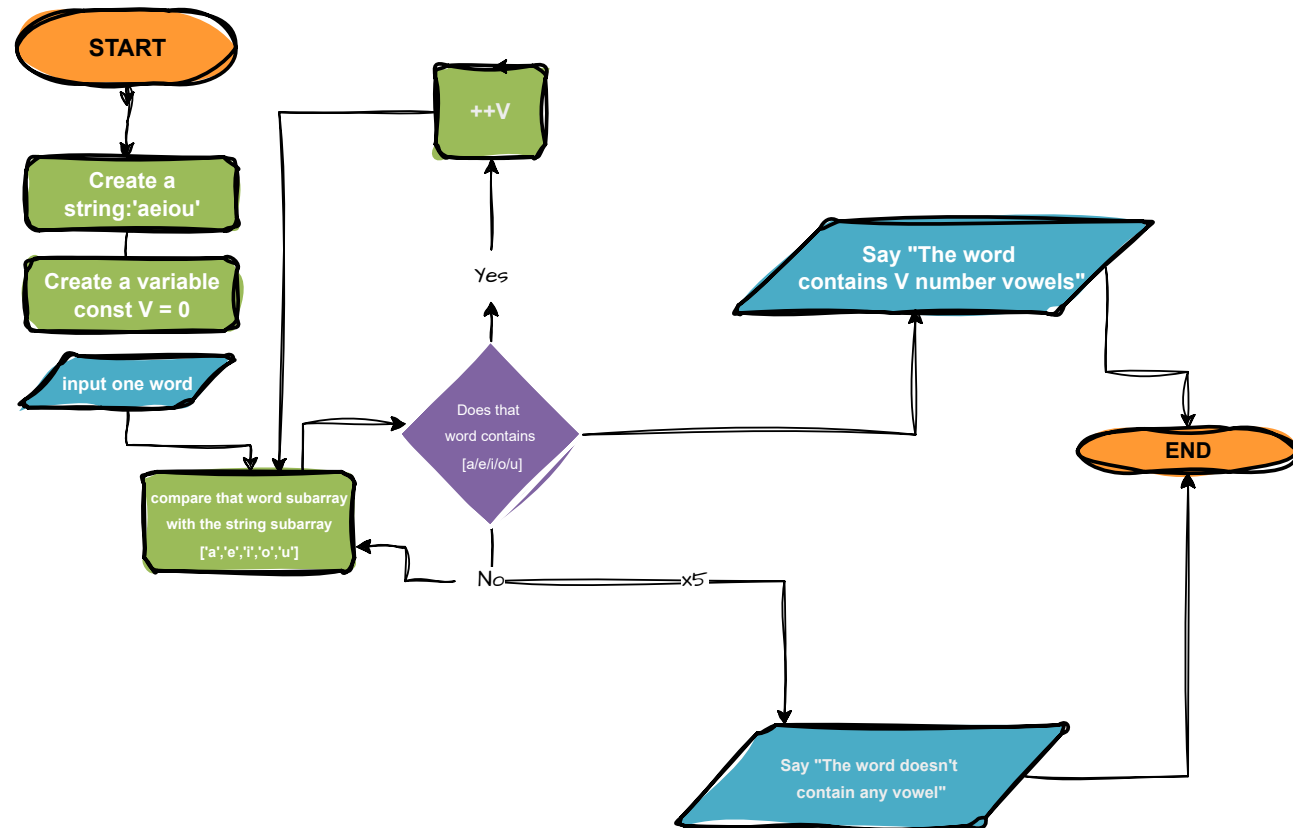 START
Create a
string:'aeiou'
Create a variable
const V = 0
input one word
compare that word subarray
with the string subarray
['a','e','i','o','u']
++V
Yes
Does that
word contains
[a/e/i/o/u]
No
x5
Say "The word
contains V number vowels"
END
Say "The word doesn't
contain any vowel"